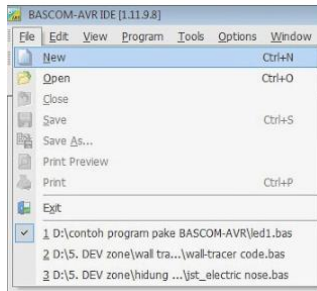 BASCOM-AVR IDE [1.11.9.8]
File Edit View Program Tools Options Window
New Ctrl+N
Open Ctrl+O
Close
Save Ctrl+S
Save As...
Print Preview
Print Ctrl+P
Exit
1 D:\contoh program pake BASCOM-AVR\led1.bas
2 D:\5. DEV zone\wall tra...\wall-tracer code.bas
3 D:\5. DEV zone\hidung ...\jst_electric nose.bas